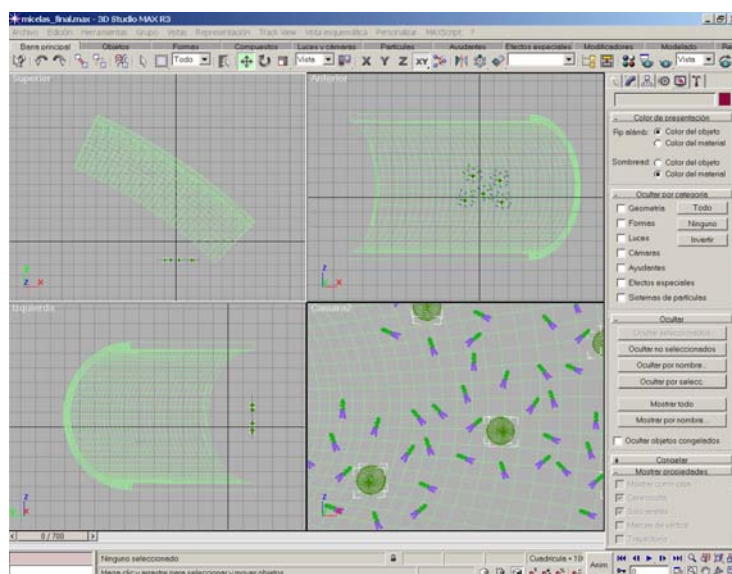 micelas_final.max - 3D Studio MAX R3
Archivo Edición Herramientas Grupo Vistas Representación Track View Vista esquemática Personalizar MAXScript ?
Barra principal Objetos Formas Compuestos Luces y cámaras Partículas Ayudantes Efectos especiales Modificadores Modelado
Todo Vista X Y Z XY Vista
Superior
Anterior
Izquierda
Camara2
Color de presentación
Color del objeto
Color del material
Sombread.
Color del objeto
Color del material
Ocultar por categoría
Geometría Todo
Formas Ninguno
Luces Invertir
Cámaras
Ayudantes
Efectos especiales
Sistemas de partículas
Ocultar
Ocultar seleccionados
Ocultar no seleccionados
Ocultar por nombre...
Ocultar por selecc.
Mostrar todo
Mostrar por nombre...
Ocultar objetos congelados
Congelar
Mostrar propiedades
Mostrar como caja
Cara oculta
Sólo aristas
Marcas de vértice
Trayectoria
0 / 700
Ninguno seleccionado
Cuadrícula = 10
Anim
Haga clic y arrastre para seleccionar y mover objetos